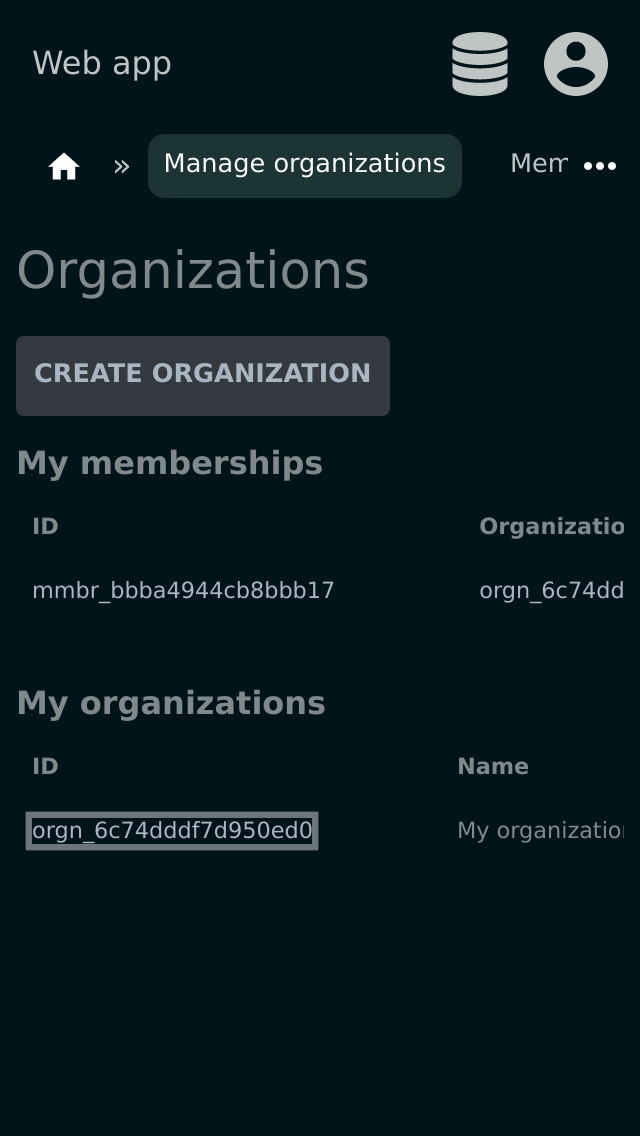 Web app
» Manage organizations Mem
Organizations
CREATE ORGANIZATION
My memberships
ID Organizatio
mmbr_bbba4944cb8bbb17 orgn_6c74dd
My organizations
ID Name
orgn_6c74dddf7d950ed0 My organization